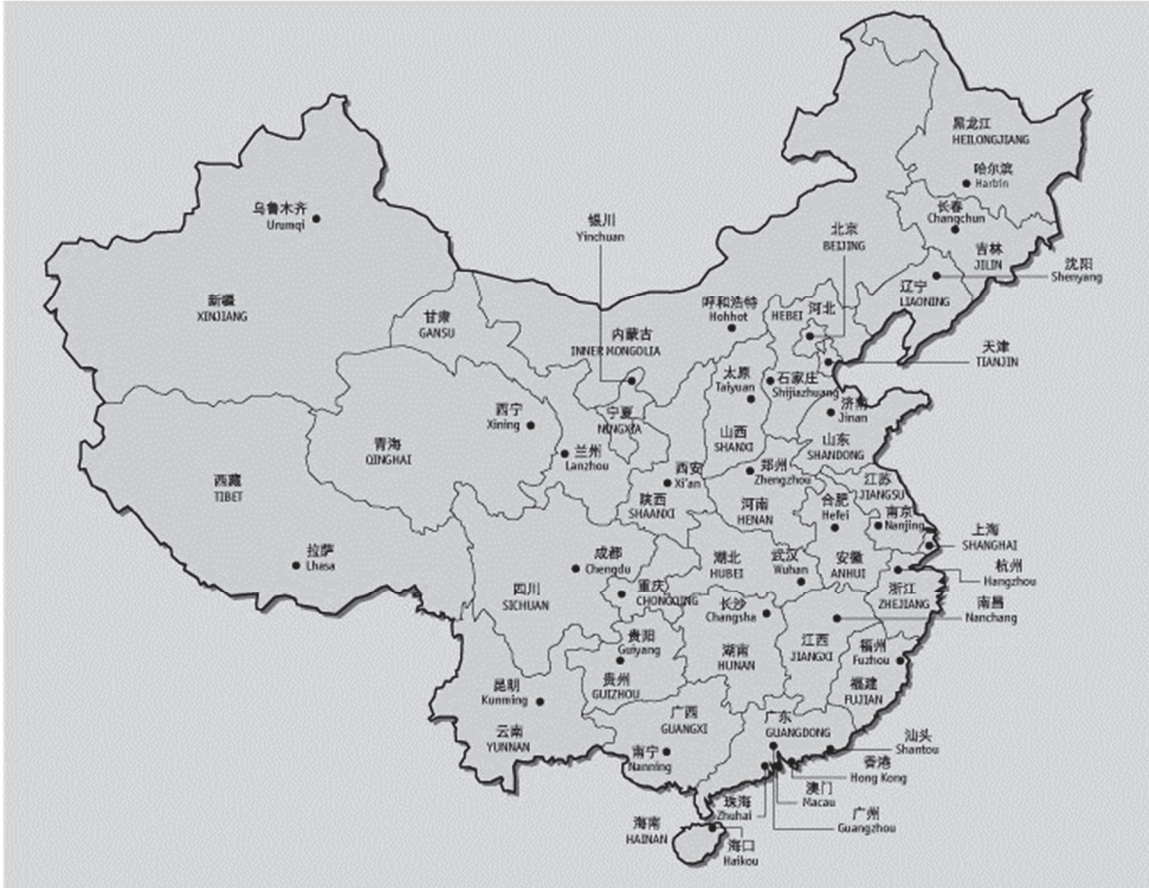 黑龙江
HEILONGJIANG
哈尔滨
Harbin
长春
Changchun
吉林
JILIN
乌鲁木齐
Urumqi
银川
Yinchuan
北京
BEIJING
沈阳
Shenyang
辽宁
LIAONING
新疆
XINJIANG
甘肃
GANSU
内蒙古
INNER MONGOLIA
呼和浩特
Hohhot
HEBEI 河北
天津
TIANJIN
太原
Taiyuan
石家庄
Shijiazhuang
西宁
Xining
宁夏
NINGXIA
济南
Jinan
青海
QINGHAI
兰州
Lanzhou
山西
SHANXI
山东
SHANDONG
西藏
TIBET
西安
Xi'an
郑州
Zhengzhou
江苏
JIANGSU
陕西
SHAANXI
河南
HENAN
合肥
Hefei
南京
Nanjing
上海
SHANGHAI
拉萨
Lhasa
成都
Chengdu
湖北
HUBEI
武汉
Wuhan
安徽
ANHUI
杭州
Hangzhou
四川
SICHUAN
重庆
CHONGQING
浙江
ZHEJIANG
长沙
Changsha
南昌
Nanchang
贵阳
Guiyang
湖南
HUNAN
江西
JIANGXI
福州
Fuzhou
昆明
Kunming
贵州
GUIZHOU
福建
FUJIAN
云南
YUNNAN
广西
GUANGXI
广东
GUANGDONG
汕头
Shantou
南宁
Nanning
香港
Hong Kong
澳门
Macau
珠海
Zhuhai
广州
Guangzhou
海南
HAINAN
海口
Haikou